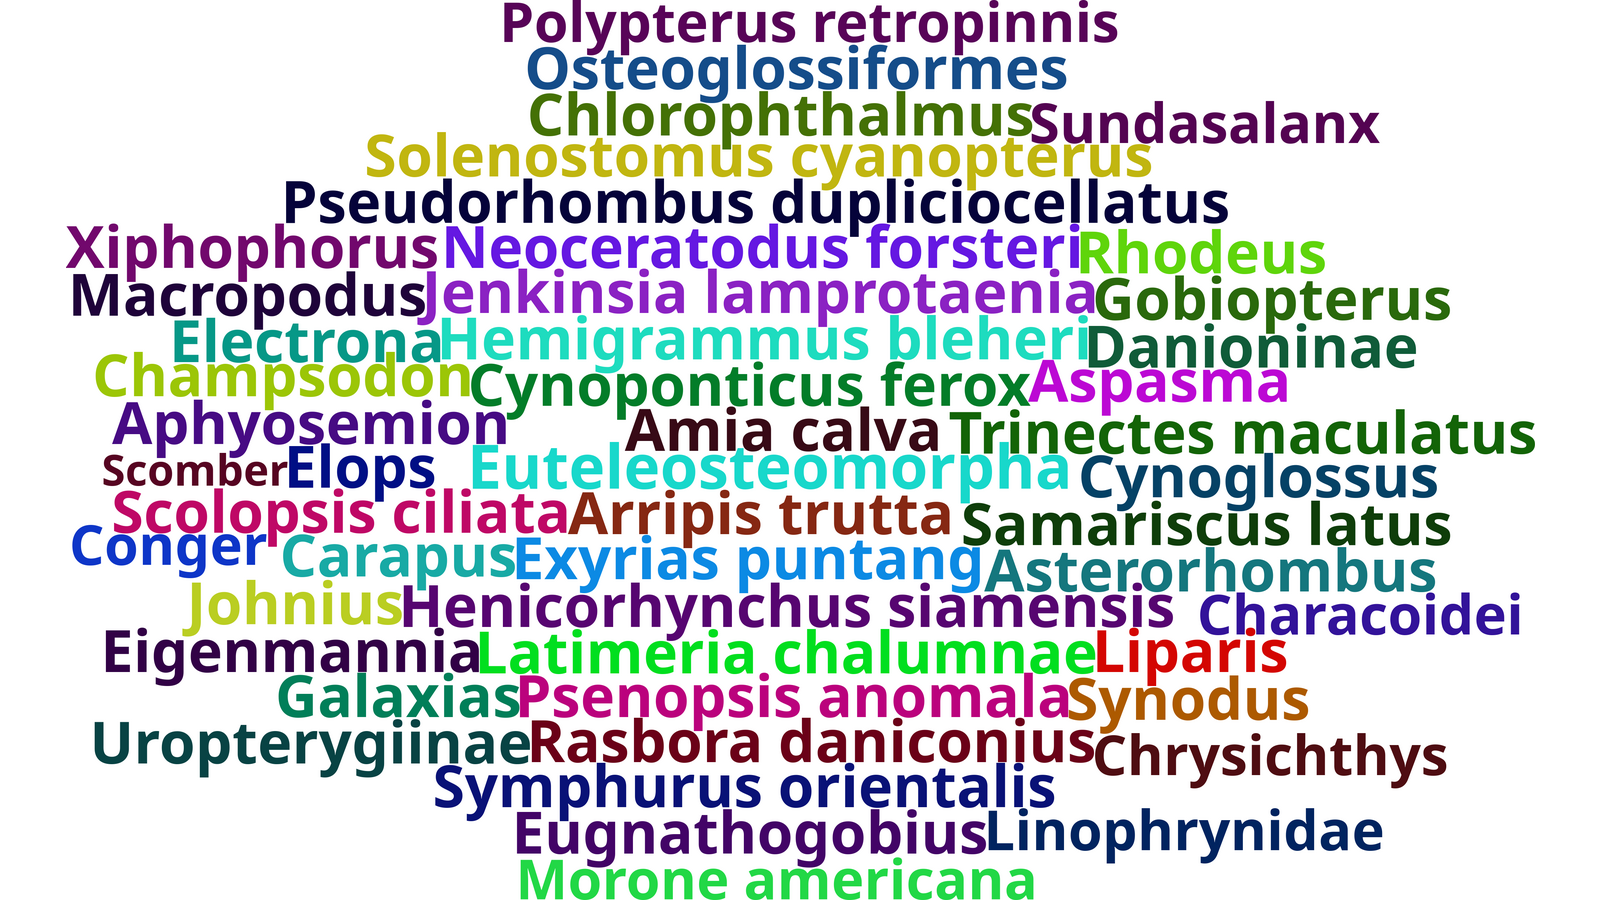 Polypterus retropinnis
Osteoglossiformes
Chlorophthalmus Sundasalanx
Solenostomus cyanopterus
Pseudorhombus dupliciocellatus
Xiphophorus Neoceratodus forsteri Rhodeus
Macropodus Jenkinsia lamprotaenia Gobiopterus
Electrona Hemigrammus bleheri Danioninae
Champsodon Cynoponticus ferox Aspasma
Aphyosemion Amia calva Trinectes maculatus
Scomber Elops Euteleosteomorpha Cynoglossus
Scolopsis ciliata Arripis trutta Samariscus latus
Conger Carapus Exyrias puntang Asterorhombus
Johnius Henicorhynchus siamensis Characoidei
Eigenmannia Latimeria chalumnae Liparis
Galaxias Psenopsis anomala Synodus
Uropterygiinae Rasbora daniconius Chrysichthys
Symphurus orientalis
Eugnathogobius Linophrynidae
Morone americana